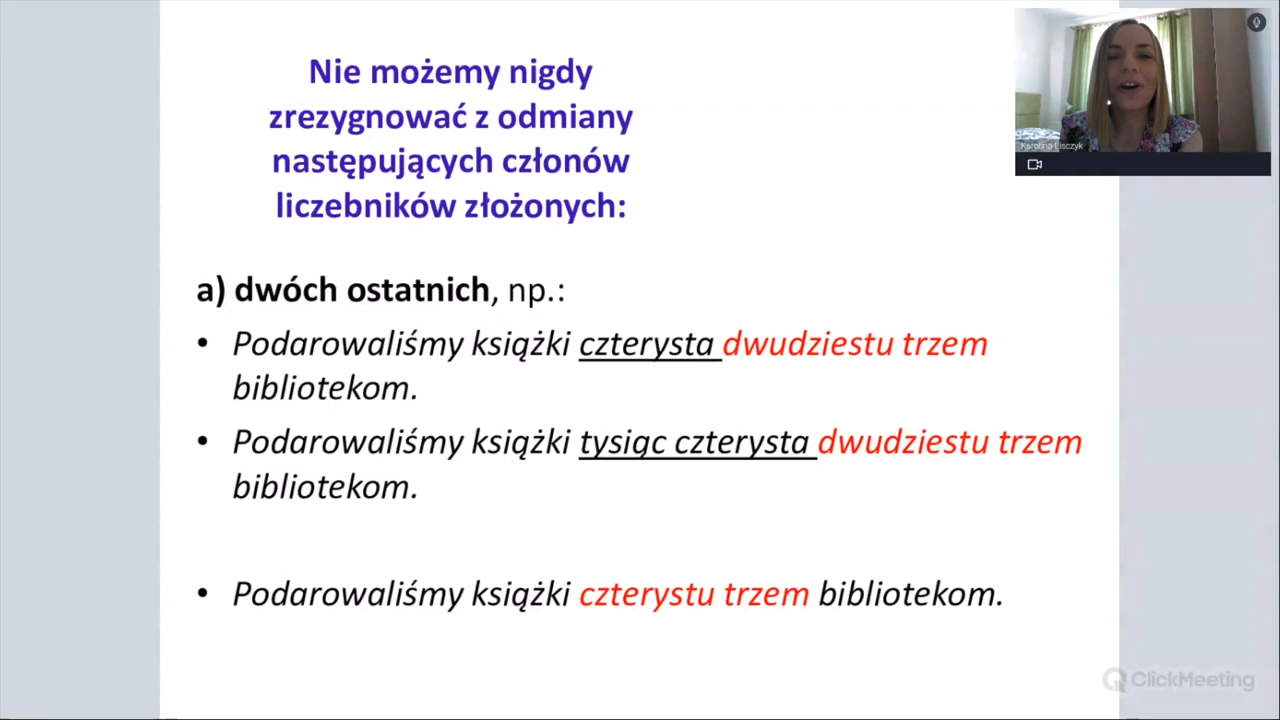 Nie możemy nigdy
zrezygnować z odmiany
następujących członów
liczebników złożonych:
Karolina Lisczyk
a) dwóch ostatnich, np.:
• Podarowaliśmy książki czterysta dwudziestu trzem
bibliotekom.
• Podarowaliśmy książki tysiąc czterysta dwudziestu trzem
bibliotekom.
• Podarowaliśmy książki czterystu trzem bibliotekom.
ClickMeeting